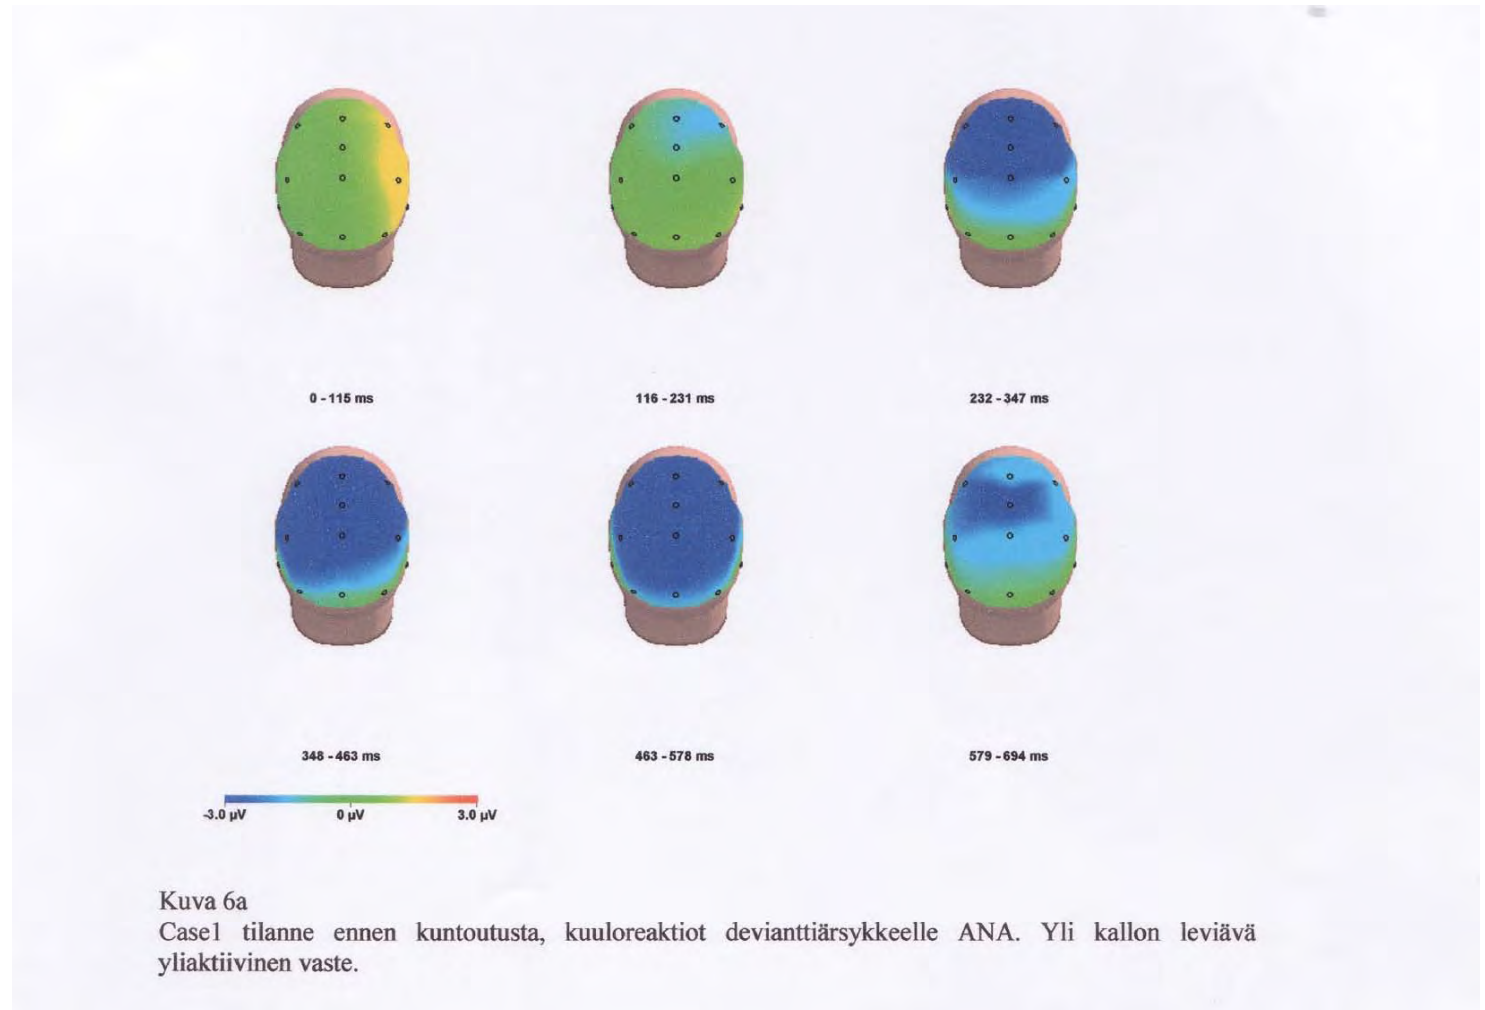 0 - 115 ms
116 - 231 ms
232 - 347 ms
348 - 463 ms
463 - 578 ms
579 - 694 ms
-3.0 µV 0 µV 3.0 µV
Kuva 6a
Case1 tilanne ennen kuntoutusta, kuuloreaktiot devianttiärsykkeelle ANA. Yli kallon leviävä
yliaktiivinen vaste.